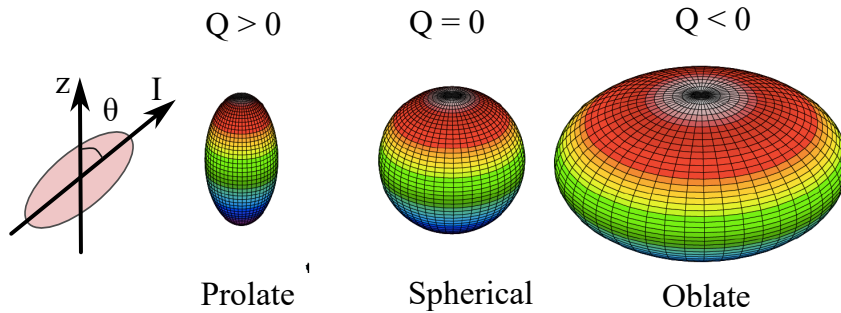 Q > 0
Q = 0
Q < 0
z
θ
I
Prolate
Spherical
Oblate